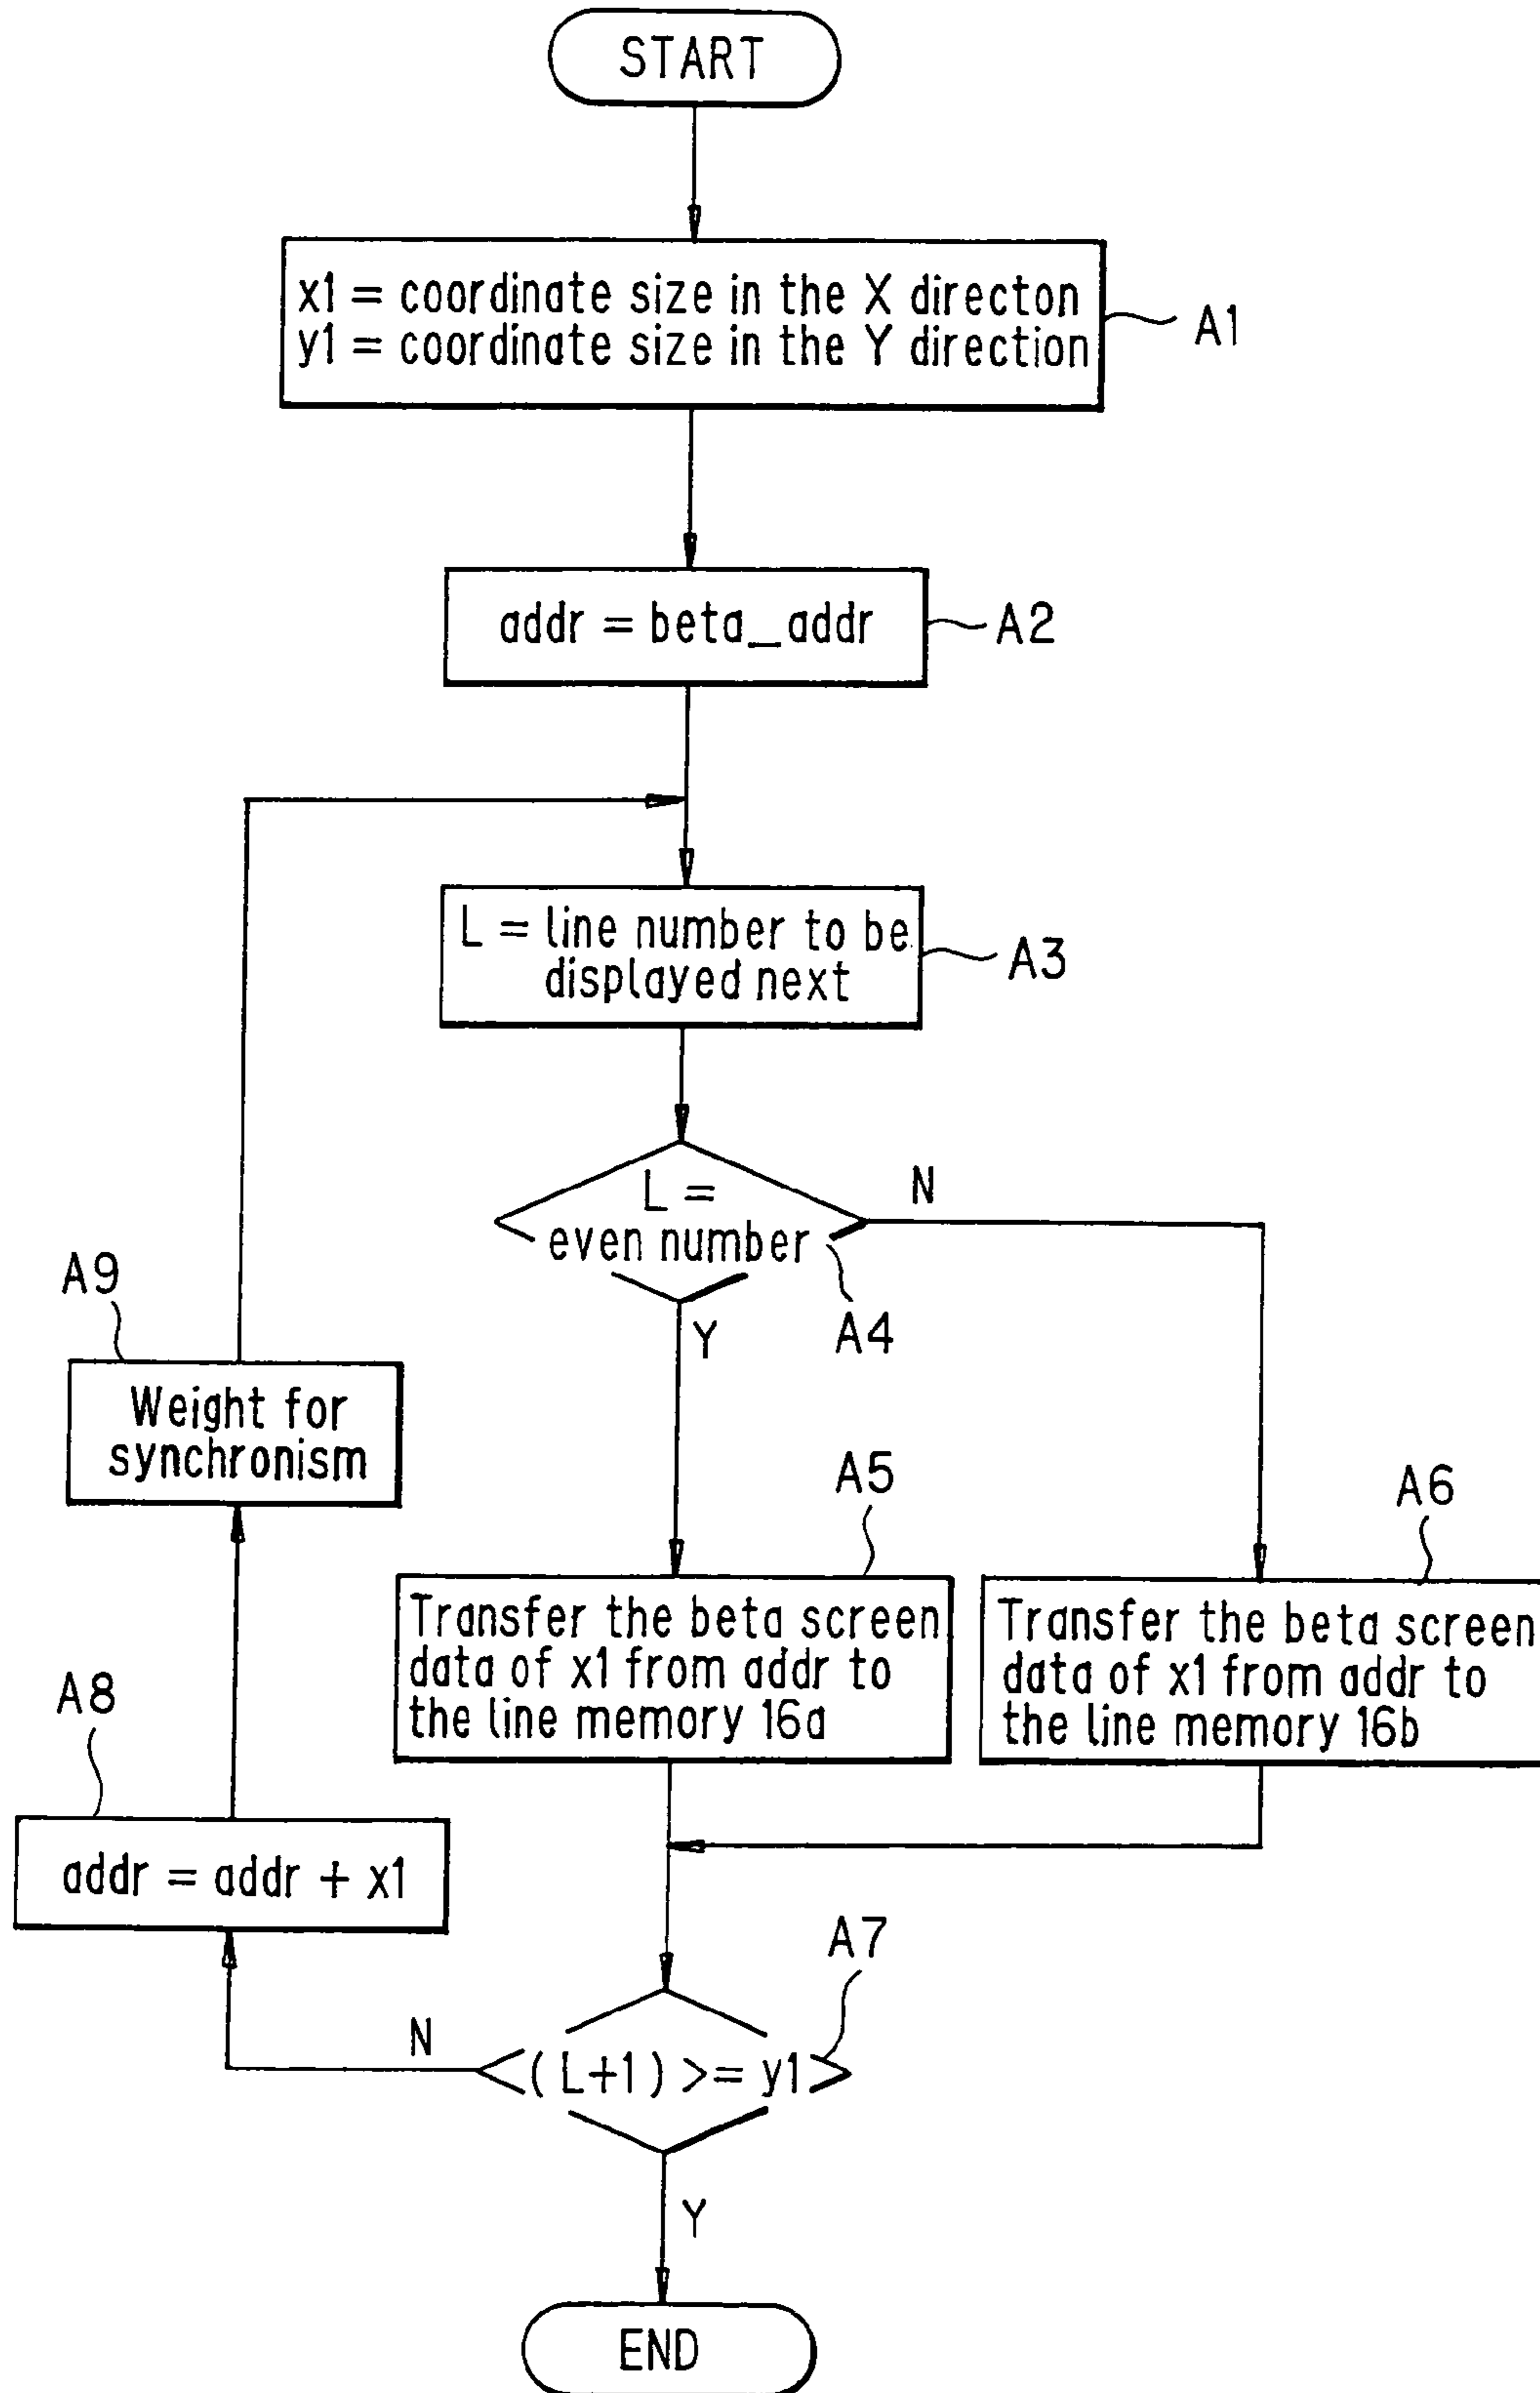 START
x1 = coordinate size in the X directon
y1 = coordinate size in the Y direction
A1
addr = beta_addr
A2
L = line number to be
displayed next
A3
L =
even number
N
A4
Y
A9
Weight for
synchronism
A5
Transfer the beta screen
data of x1 from addr to
the line memory 16a
A6
Transfer the beta screen
data of x1 from addr to
the line memory 16b
A8
addr = addr + x1
A7
(L+1) >= y1
N
Y
END